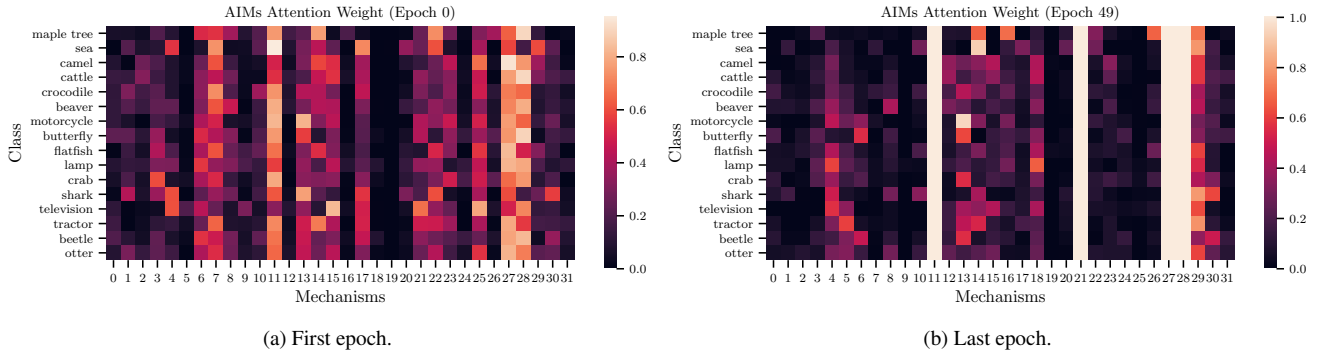 AIMs Attention Weight (Epoch 0)
maple tree
sea
camel
cattle
crocodile
beaver
motorcycle
butterfly
flatfish
lamp
crab
shark
television
tractor
beetle
otter
Class
0 1 2 3 4 5 6 7 8 9 10 11 12 13 14 15 16 17 18 19 20 21 22 23 24 25 26 27 28 29 30 31
Mechanisms
0.8
0.6
0.4
0.2
0.0
(a) First epoch.
AIMs Attention Weight (Epoch 49)
maple tree
sea
camel
cattle
crocodile
beaver
motorcycle
butterfly
flatfish
lamp
crab
shark
television
tractor
beetle
otter
Class
0 1 2 3 4 5 6 7 8 9 10 11 12 13 14 15 16 17 18 19 20 21 22 23 24 25 26 27 28 29 30 31
Mechanisms
1.0
0.8
0.6
0.4
0.2
0.0
(b) Last epoch.